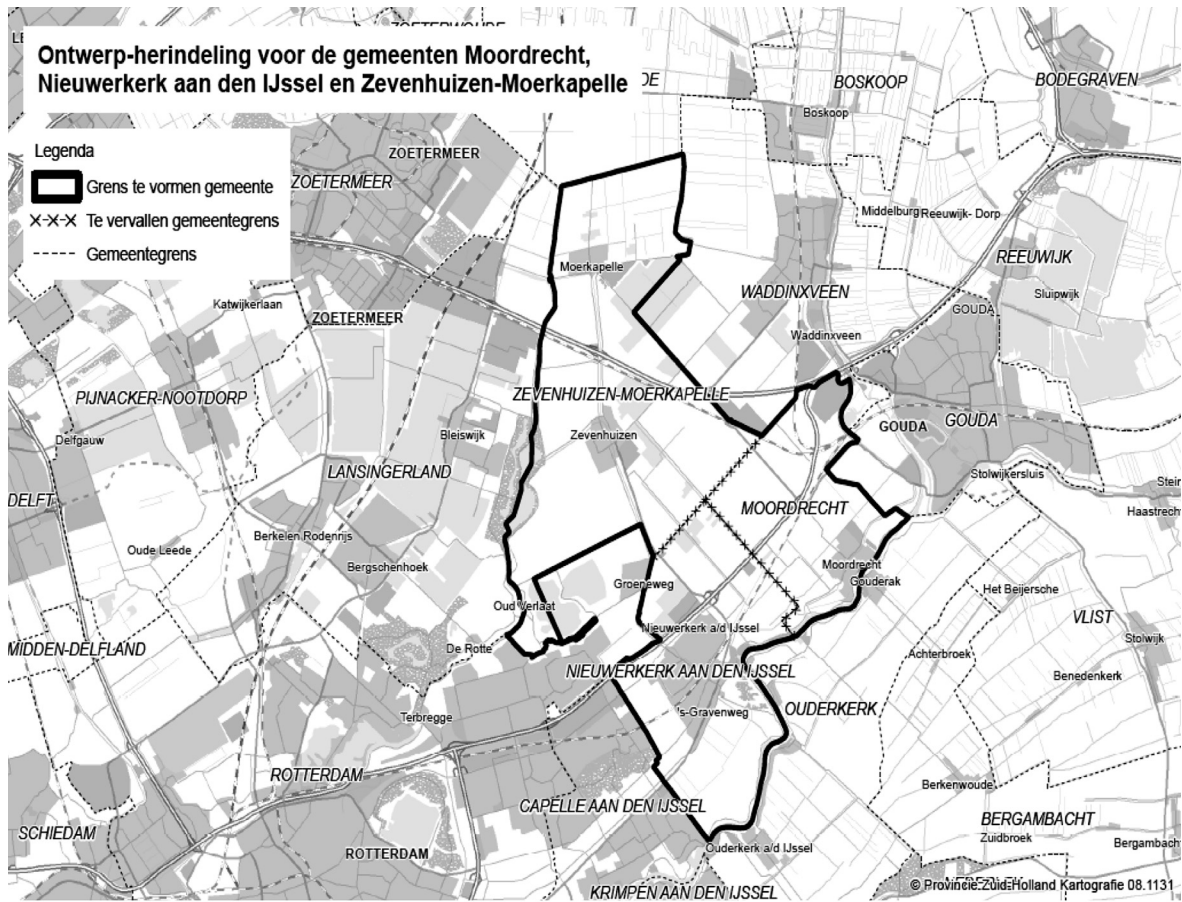 ZOETERWOUDE
Ontwerp-herindeling voor de gemeenten Moordrecht,
Nieuwerkerk aan den IJssel en Zevenhuizen-Moerkapelle
DE
BOSKOOP
BODEGRAVEN
Boskoop
Legenda
Grens te vormen gemeente
Te vervallen gemeentegrens
Gemeentegrens
ZOETERMEER
ZOETERMEER
Middelburg
Reeuwijk- Dorp
REEUWIJK
Moerkapelle
Sluipwijk
WADDINXVEEN
Katwijkerlaan
ZOETERMEER
GOUDA
Waddinxveen
PIJNACKER-NOOTDORP
ZEVENHUIZEN-MOERKAPELLE
Delfgauw
Bleiswijk
Zevenhuizen
GOUDA
GOUDA
LANSINGERLAND
Stolwijkersluis
DELFT
Stein
MOORDRECHT
Haastrecht
Berkelen Rodenrijs
Oude Leede
Bergschenhoek
Moordrecht
Groeneweg
Gouderak
Het Beijersche
Oud Verlaat
VLIST
Nieuwerkerk a/d IJssel
Stolwijk
MIDDEN-DELFLAND
De Rotte
Achterbroek
NIEUWERKERK AAN DEN IJSSEL
Benedenkerk
's-Gravenweg
OUDERKERK
Terbregge
ROTTERDAM
Berkenwoude
CAPELLE AAN DEN IJSSEL
BERGAMBACHT
SCHIEDAM
Zuidbroek
Bergambacht
ROTTERDAM
Ouderkerk a/d IJssel
KRIMPEN AAN DEN IJSSEL
© Provincie Zuid-Holland Kartografie 08.1131